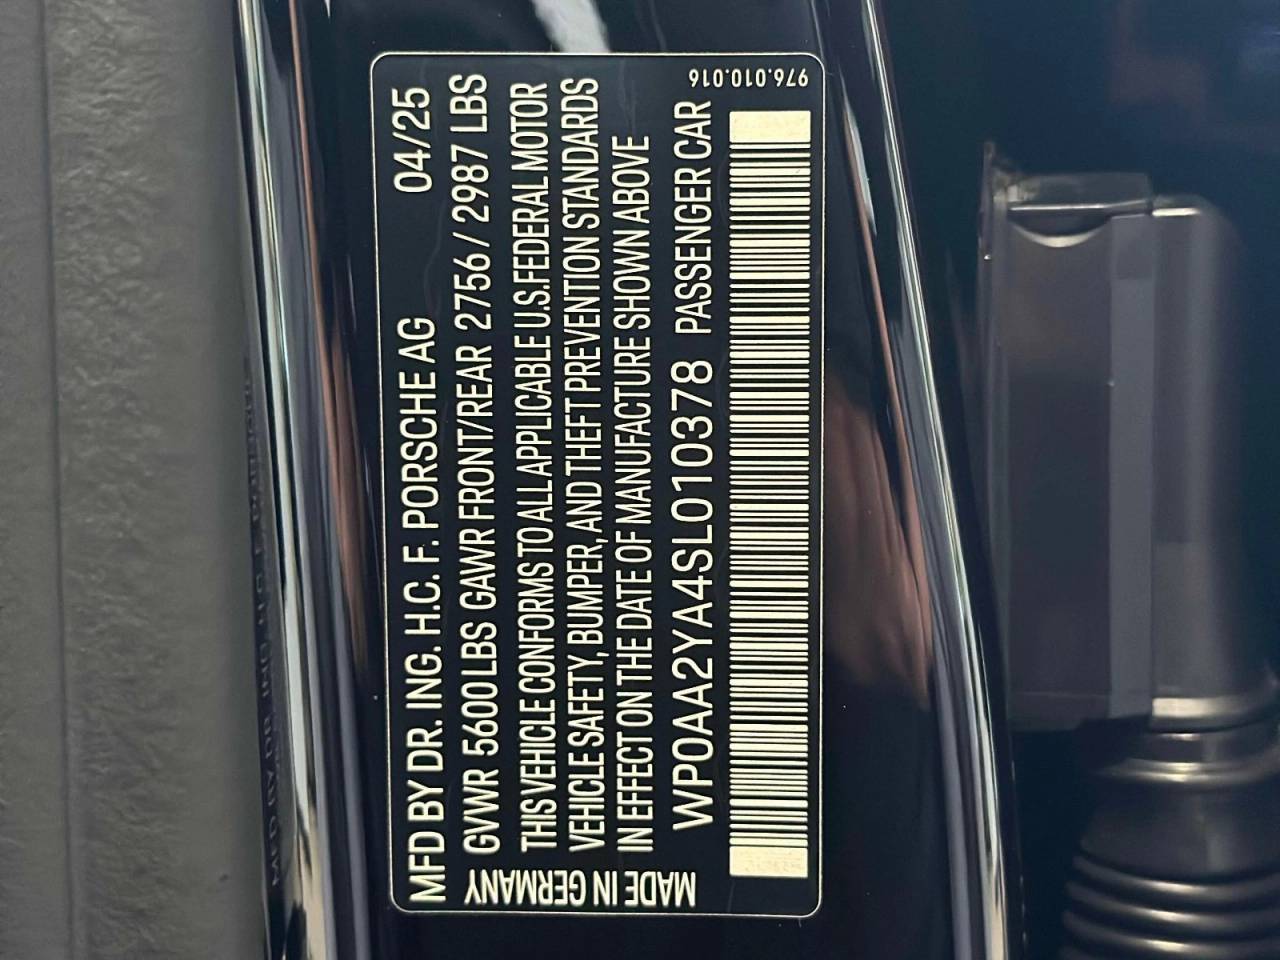 MFD BY DR. ING. H.C. F. PORSCHE AG 04/25
GVWR 5600 LBS GAWR FRONT/REAR 2756 / 2987 LBS
THIS VEHICLE CONFORMS TO ALL APPLICABLE U.S. FEDERAL MOTOR
VEHICLE SAFETY, BUMPER, AND THEFT PREVENTION STANDARDS
IN EFFECT ON THE DATE OF MANUFACTURE SHOWN ABOVE
WP0AA2YA4SL010378 PASSENGER CAR
MADE IN GERMANY
976.010.016